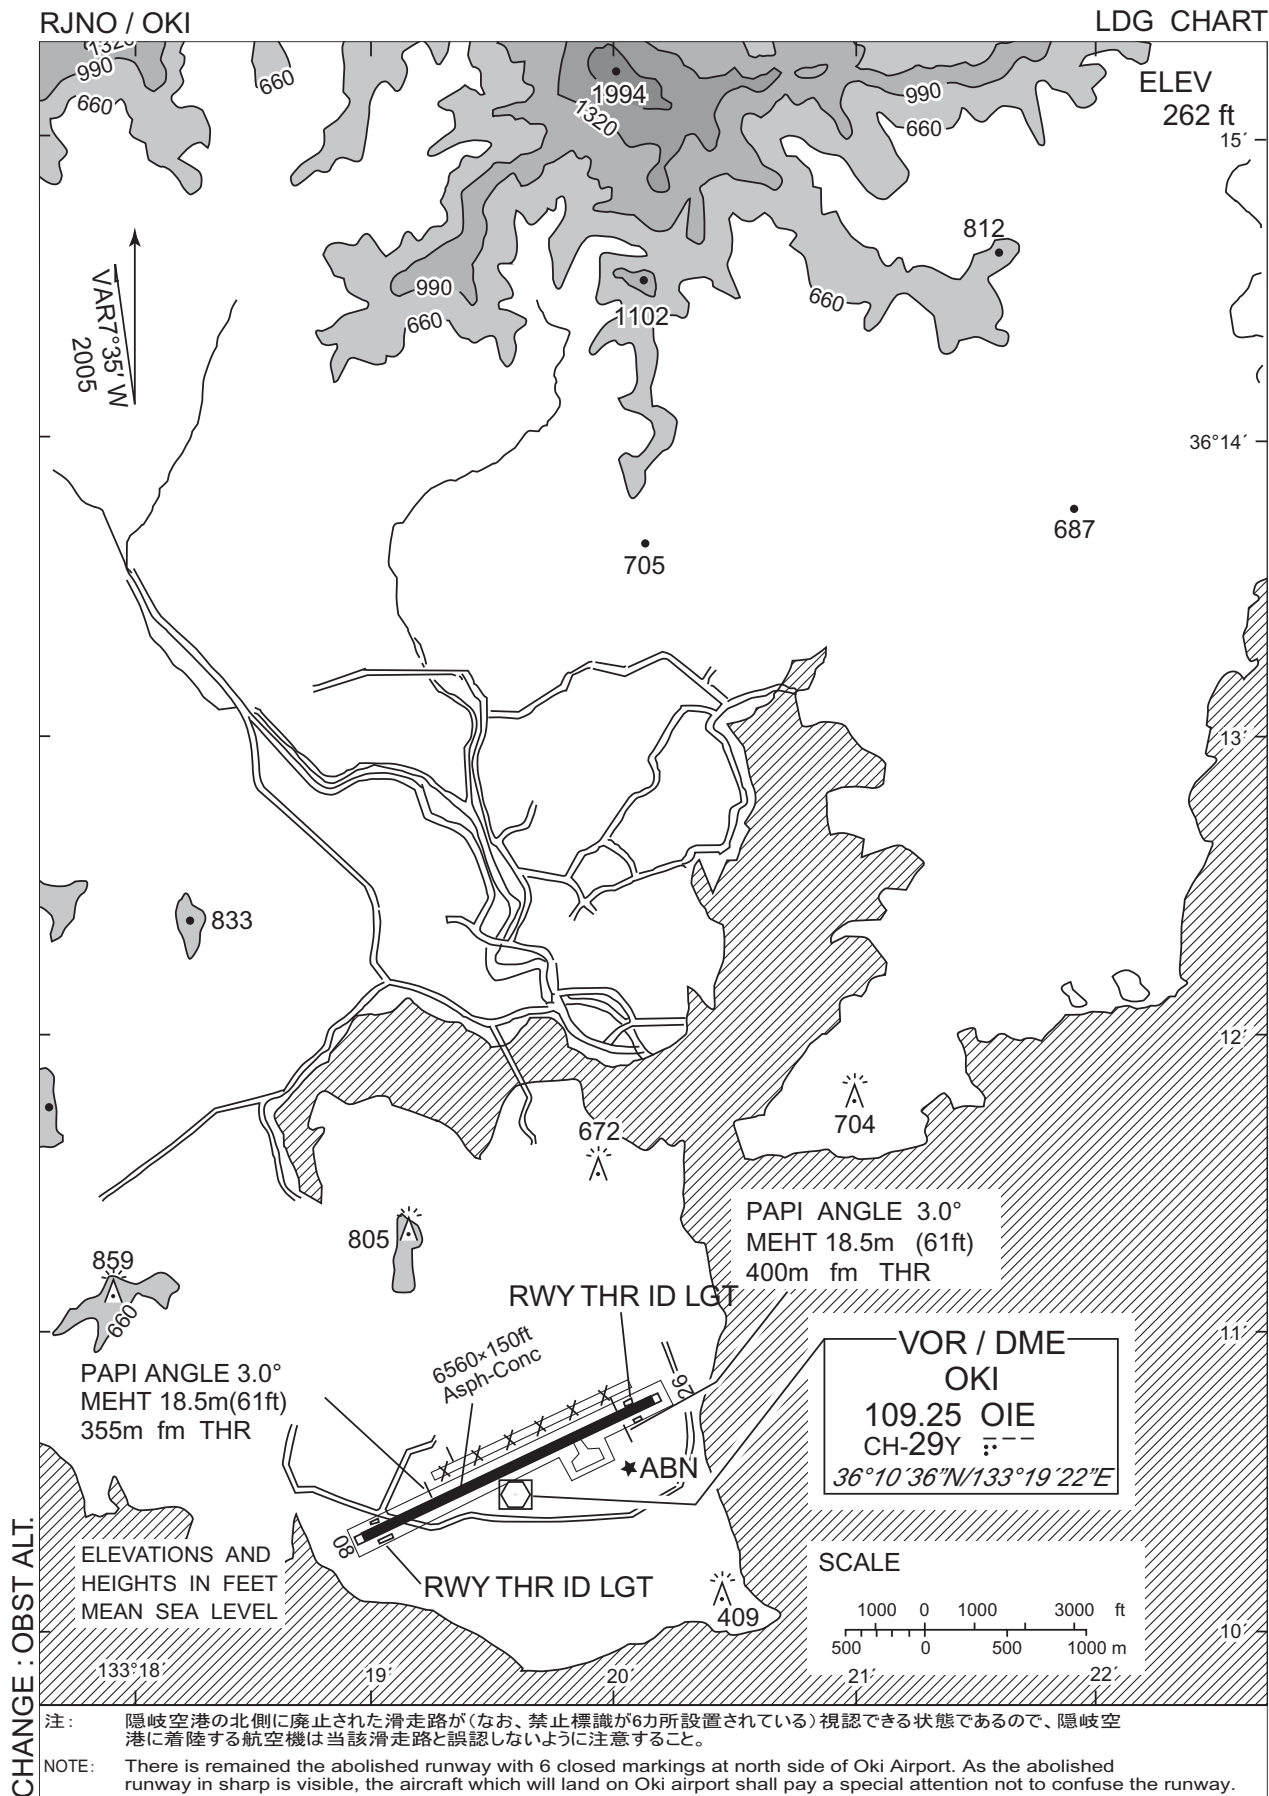 RJNO / OKI
LDG CHART
1320
990
660
660
1994
1320
990
660
ELEV
262 ft
15´
812
VAR7°35´W
2005
990
660
1102
660
36°14´
687
705
13´
833
12´
704
672
805
859
660
PAPI ANGLE 3.0°
MEHT 18.5m (61ft)
400m fm THR
RWY THR ID LGT
6560×150ft
Asph-Conc
11´
PAPI ANGLE 3.0°
MEHT 18.5m(61ft)
355m fm THR
26
VOR / DME
OKI
109.25 OIE
CH-29Y
36°10´36”N/133°19´22”E
ABN
08
ELEVATIONS AND
HEIGHTS IN FEET
MEAN SEA LEVEL
RWY THR ID LGT
409
SCALE
1000 0 1000 3000 ft
500 0 500 1000 m
10´
133°18´
19´
20´
21´
22´
CHANGE : OBST ALT.
注: 隠岐空港の北側に廃止された滑走路が(なお、禁止標識が6カ所設置されている)視認できる状態であるので、隠岐空
港に着陸する航空機は当該滑走路と誤認しないように注意すること。
NOTE: There is remained the abolished runway with 6 closed markings at north side of Oki Airport. As the abolished
runway in sharp is visible, the aircraft which will land on Oki airport shall pay a special attention not to confuse the runway.